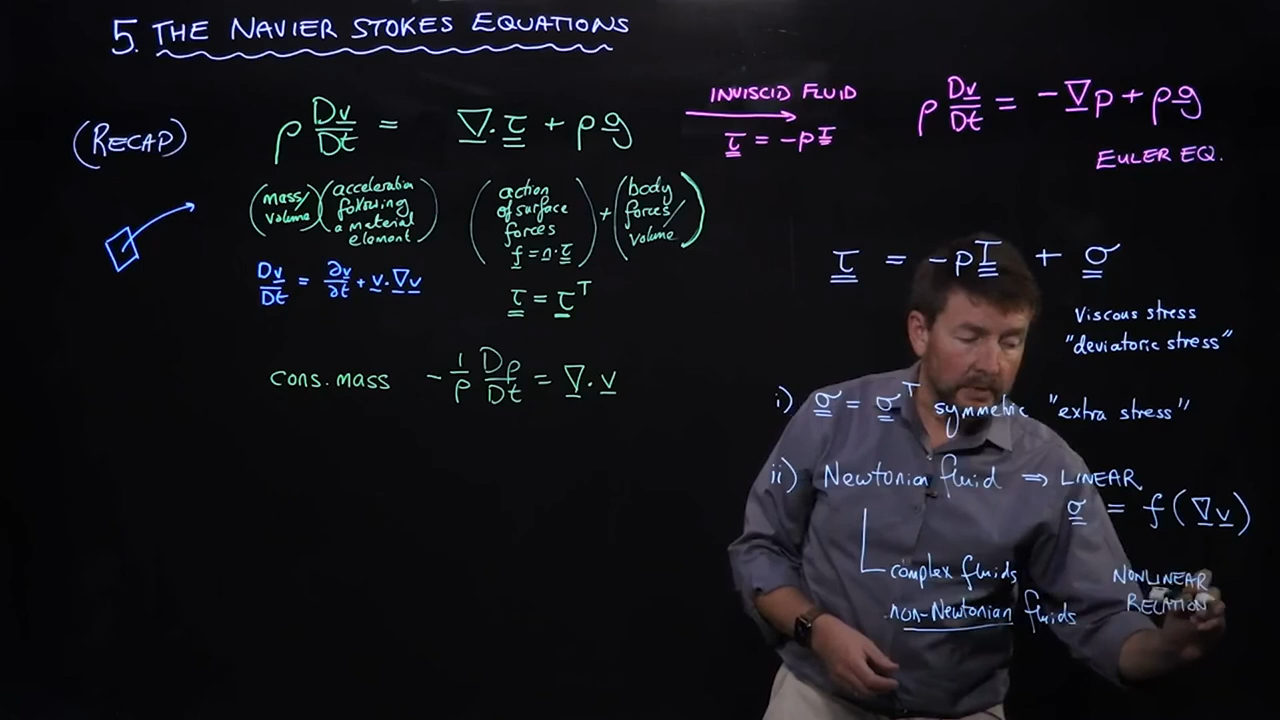 5. THE NAVIER STOKES EQUATIONS
(RECAP)
ρ Dv/Dt = ∇·τ + ρg
(mass/volume) (acceleration following a material element) (action of surface forces f = n·τ) + (body forces/volume)
Dv/Dt = ∂v/∂t + v·∇v
τ = τᵀ
cons. mass -1/ρ Dρ/Dt = ∇·v
INVISCID FLUID
τ = -pI
ρ Dv/Dt = -∇p + ρg
EULER EQ.
τ = -pI + σ
Viscous stress
"deviatoric stress"
i) σ = σᵀ symmetric "extra stress"
ii) Newtonian fluid ⇒ LINEAR
σ = f(∇v)
complex fluids
non-Newtonian fluids
NONLINEAR
RELATION